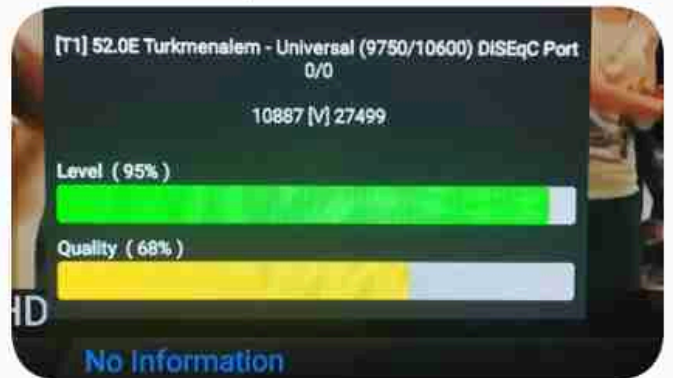 [T1] 52.0E Turkmenalem - Universal (9750/10600) DiSEqC Port
0/0
10887 [V] 27499
Level ( 95% )
Quality ( 68% )
HD
No Information